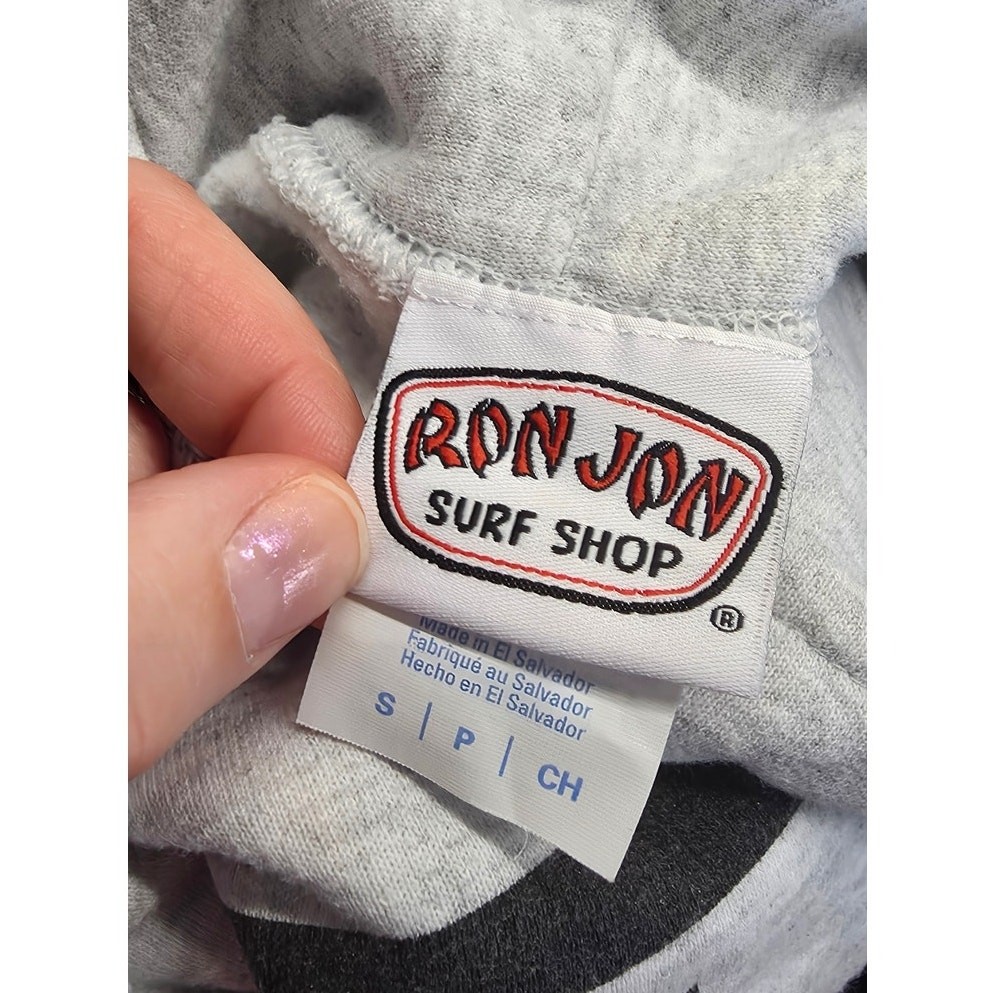 RON JON
SURF SHOP
®
Made in El Salvador
Fabriqué au Salvador
Hecho en El Salvador
S | P | CH